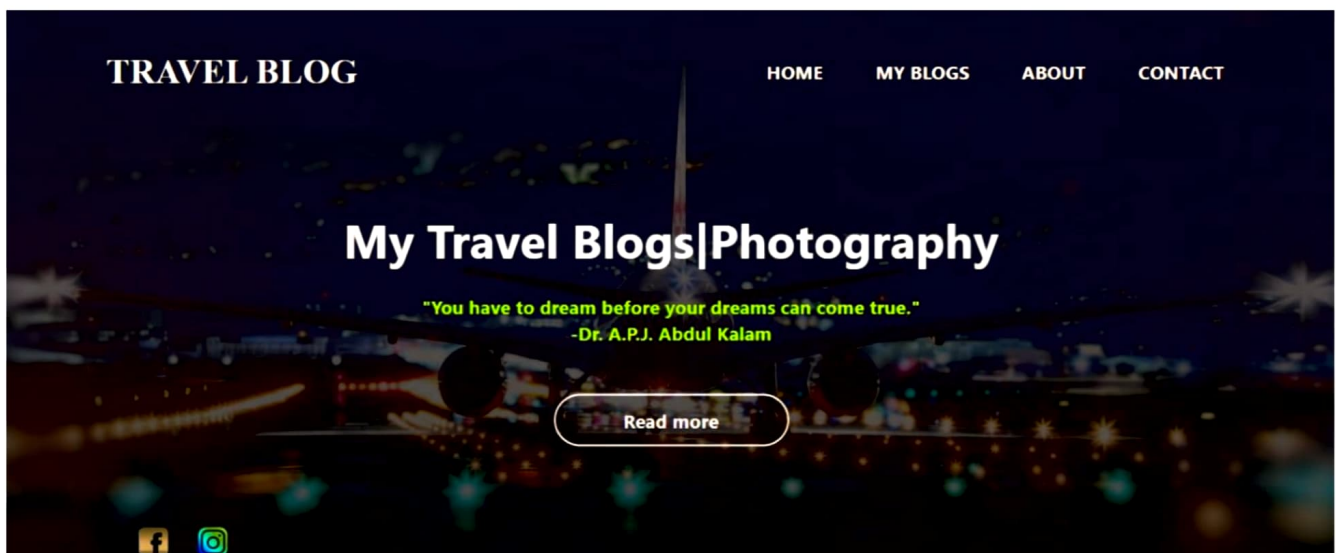 TRAVEL BLOG
HOME MY BLOGS ABOUT CONTACT
My Travel Blogs|Photography
"You have to dream before your dreams can come true."
-Dr. A.P.J. Abdul Kalam
Read more